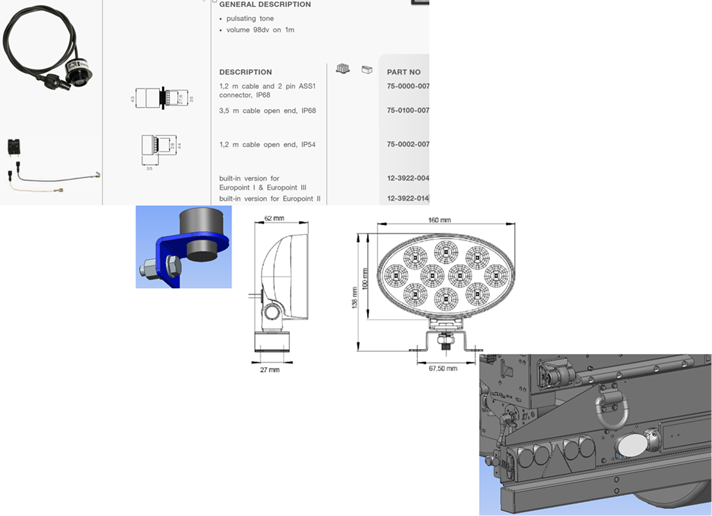 GENERAL DESCRIPTION
• pulsating tone
• volume 98dv on 1m
DESCRIPTION PART NO
1,2 m cable and 2 pin ASS1 75-0000-007
connector, IP68
3,5 m cable open end, IP68 75-0100-007
1,2 m cable open end, IP54 75-0002-007
built-in version for 12-3922-004
Europoint I & Europoint III
built-in version for Europoint II 12-3922-014
62 mm
160 mm
136 mm
100 mm
27 mm
67,50 mm